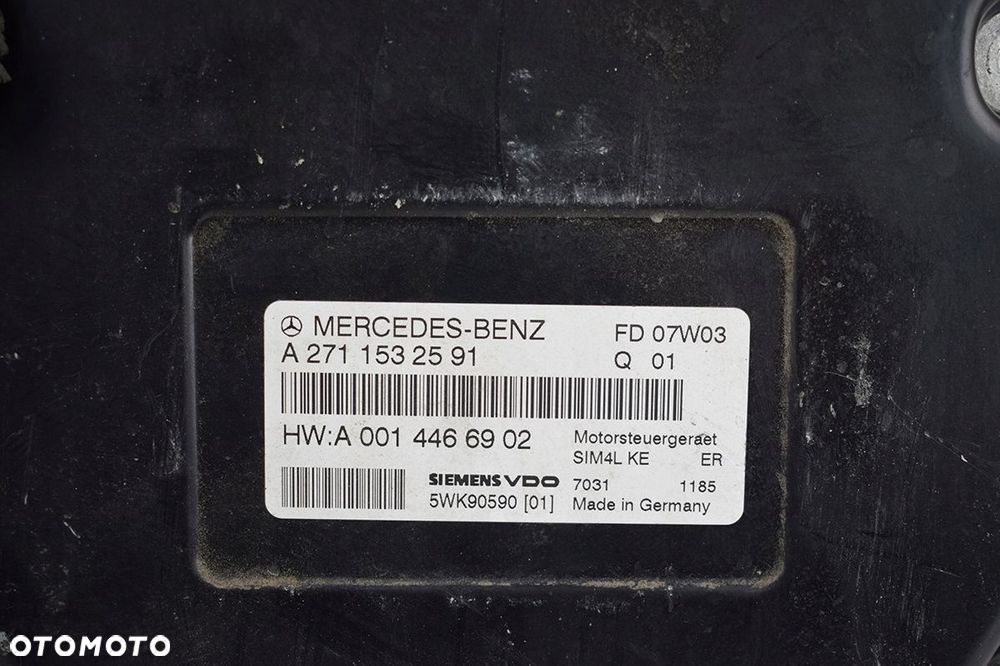 MERCEDES-BENZ FD 07W03
A 271 153 25 91 Q 01
HW:A 001 446 69 02 Motorsteuergeraet
SIM4L KE ER
SIEMENS VDO 7031 1185
5WK90590 [01] Made in Germany
OTOMOTO